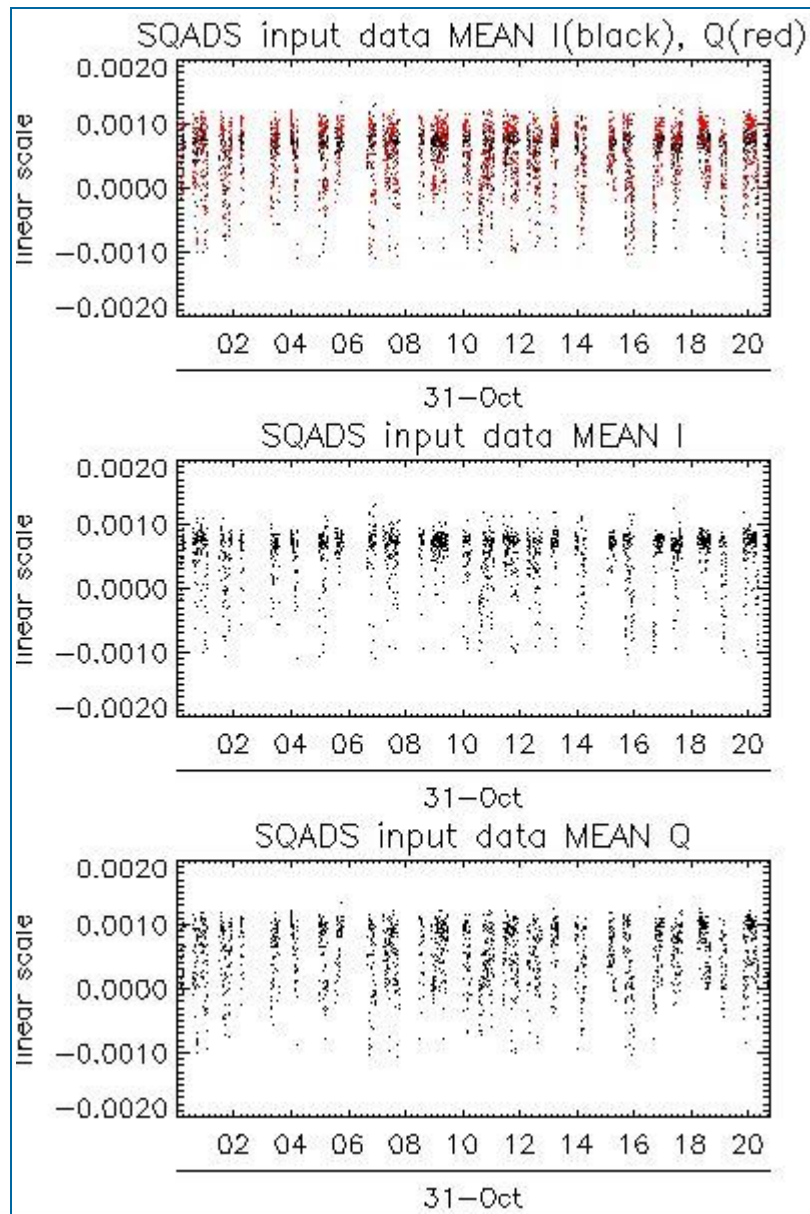 SQADS input data MEAN I(black), Q(red)
0.0020
0.0010
0.0000
−0.0010
−0.0020
linear scale
02 04 06 08 10 12 14 16 18 20
31−Oct
SQADS input data MEAN I
0.0020
0.0010
0.0000
−0.0010
−0.0020
linear scale
02 04 06 08 10 12 14 16 18 20
31−Oct
SQADS input data MEAN Q
0.0020
0.0010
0.0000
−0.0010
−0.0020
linear scale
02 04 06 08 10 12 14 16 18 20
31−Oct